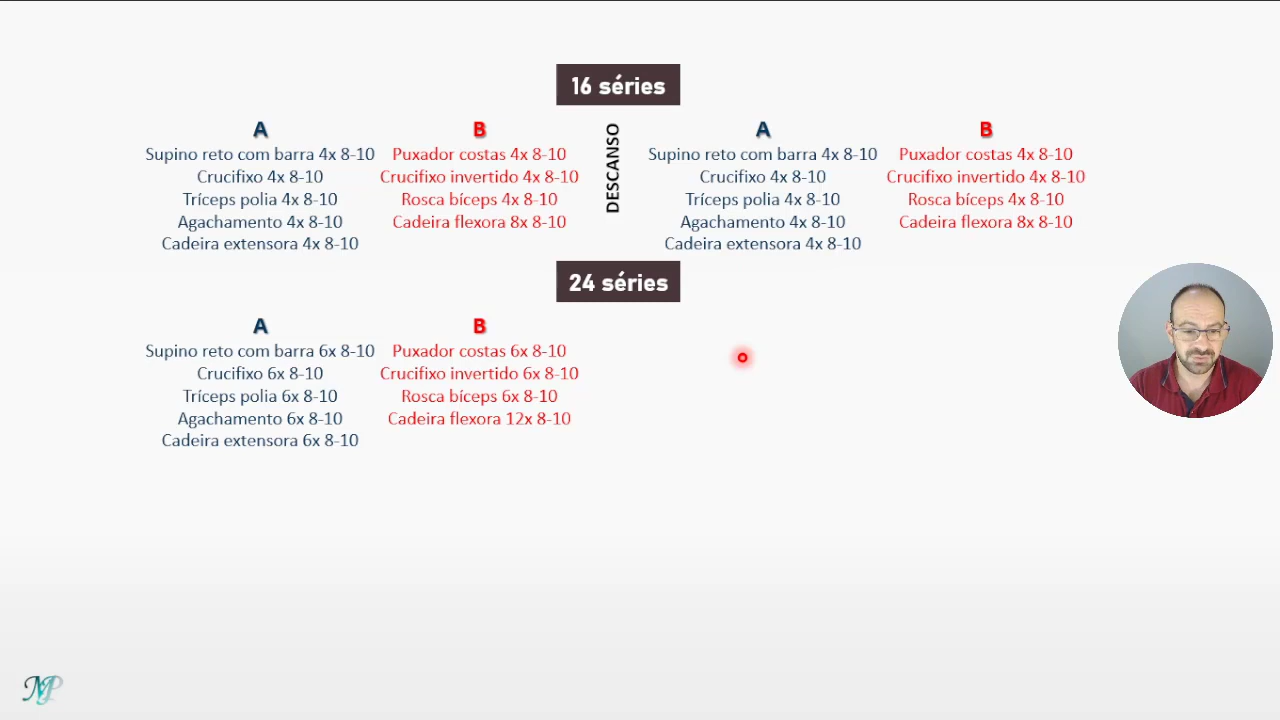 16 séries
A
Supino reto com barra 4x 8-10
Crucifixo 4x 8-10
Tríceps polia 4x 8-10
Agachamento 4x 8-10
Cadeira extensora 4x 8-10
B
Puxador costas 4x 8-10
Crucifixo invertido 4x 8-10
Rosca bíceps 4x 8-10
Cadeira flexora 8x 8-10
DESCANSO
A
Supino reto com barra 4x 8-10
Crucifixo 4x 8-10
Tríceps polia 4x 8-10
Agachamento 4x 8-10
Cadeira extensora 4x 8-10
B
Puxador costas 4x 8-10
Crucifixo invertido 4x 8-10
Rosca bíceps 4x 8-10
Cadeira flexora 8x 8-10
24 séries
A
Supino reto com barra 6x 8-10
Crucifixo 6x 8-10
Tríceps polia 6x 8-10
Agachamento 6x 8-10
Cadeira extensora 6x 8-10
B
Puxador costas 6x 8-10
Crucifixo invertido 6x 8-10
Rosca bíceps 6x 8-10
Cadeira flexora 12x 8-10
MP